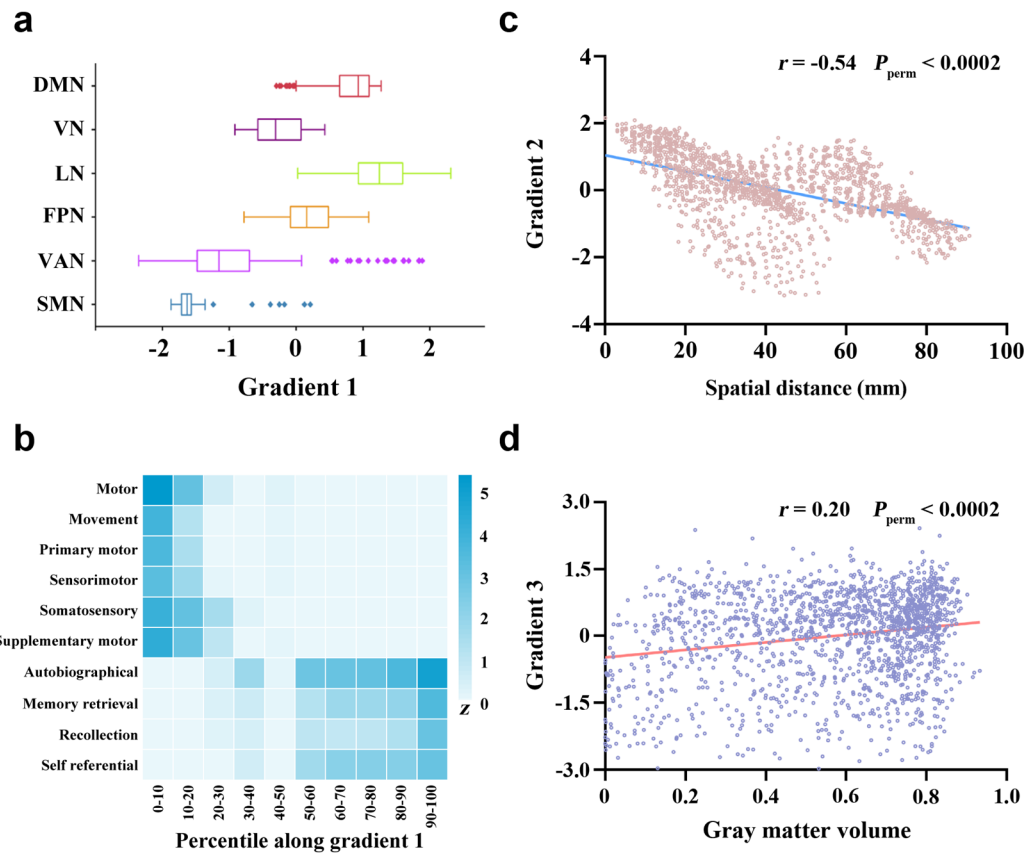 a
DMN
VN
LN
FPN
VAN
SMN
-2 -1 0 1 2
Gradient 1
c
r = -0.54 Pperm < 0.0002
4
2
0
-2
-4
Gradient 2
0 20 40 60 80 100
Spatial distance (mm)
b
Motor
Movement
Primary motor
Sensorimotor
Somatosensory
Supplementary motor
Autobiographical
Memory retrieval
Recollection
Self referential
5
4
3
2
1
0
z
0-10 10-20 20-30 30-40 40-50 50-60 60-70 70-80 80-90 90-100
Percentile along gradient 1
d
r = 0.20 Pperm < 0.0002
3.0
1.5
0
-1.5
-3.0
Gradient 3
0 0.2 0.4 0.6 0.8 1.0
Gray matter volume